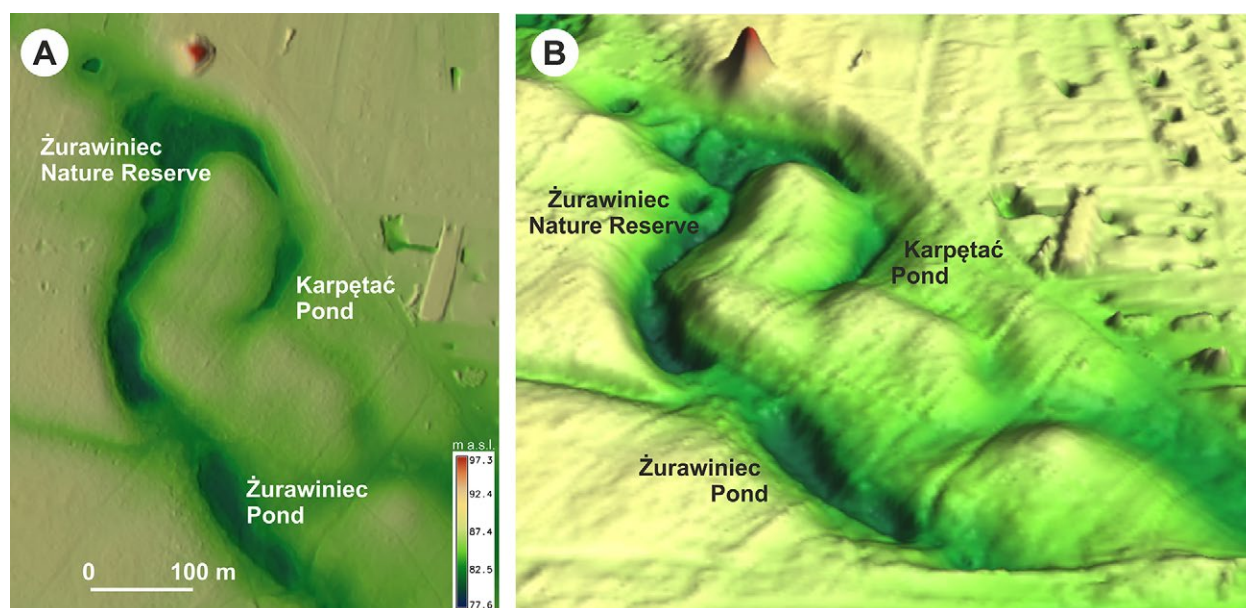 A
Żurawiniec
Nature Reserve
Karpętać
Pond
Żurawiniec
Pond
0 100 m
m a.s.l.
97.3
92.4
87.4
82.5
77.6
B
Żurawiniec
Nature Reserve
Karpętać
Pond
Żurawiniec
Pond